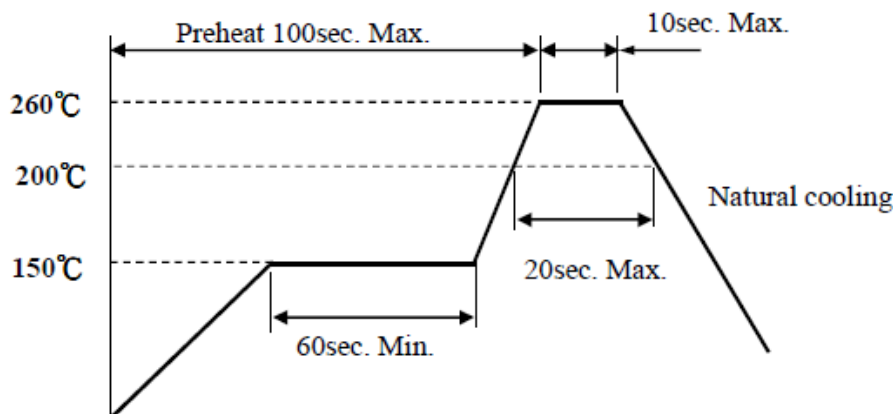 Preheat 100sec. Max.
10sec. Max.
260℃
200℃
Natural cooling
150℃
20sec. Max.
60sec. Min.